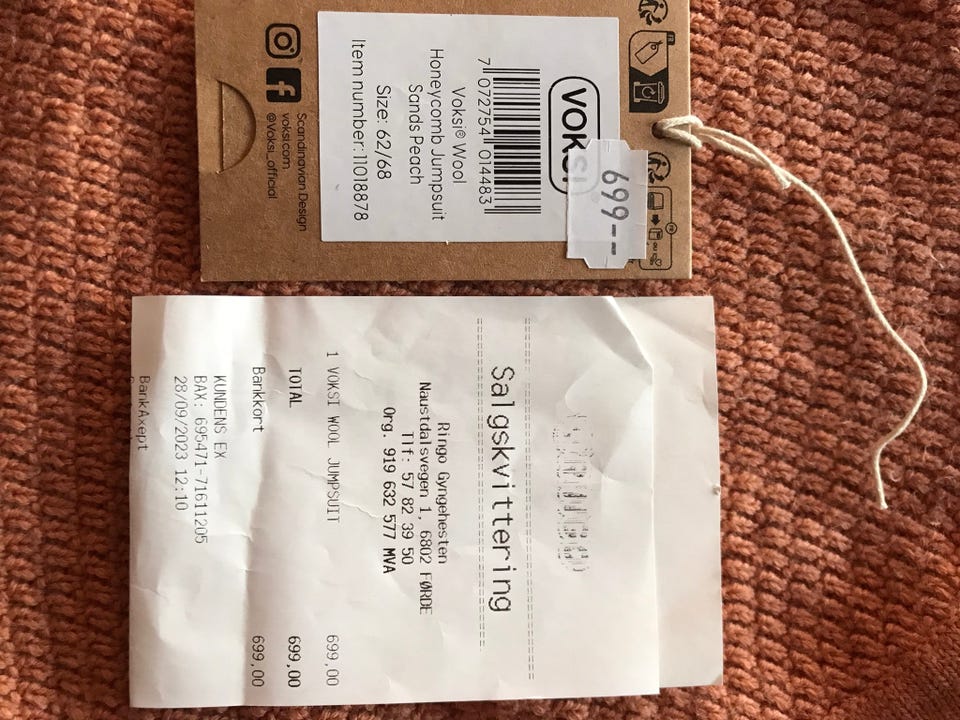 699--
VOKSI
7 072754 014483
Voksi® Wool
Honeycomb Jumpsuit
Sands Peach
Size: 62/68
Item number: 11018878
Scandinavian Design
voksi.com
@Voksi_official
Salgskvittering
Ringo Gyngehesten
Naustdalsvegen 1, 6802 FØRDE
Tlf: 57 82 39 50
Org. 919 632 577 MVA
1 VOKSI WOOL JUMPSUIT 699,00
TOTAL 699,00
Bankkort 699,00
KUNDENS EX
BAX: 695471-71611205
28/09/2023 12:10
BankAxept